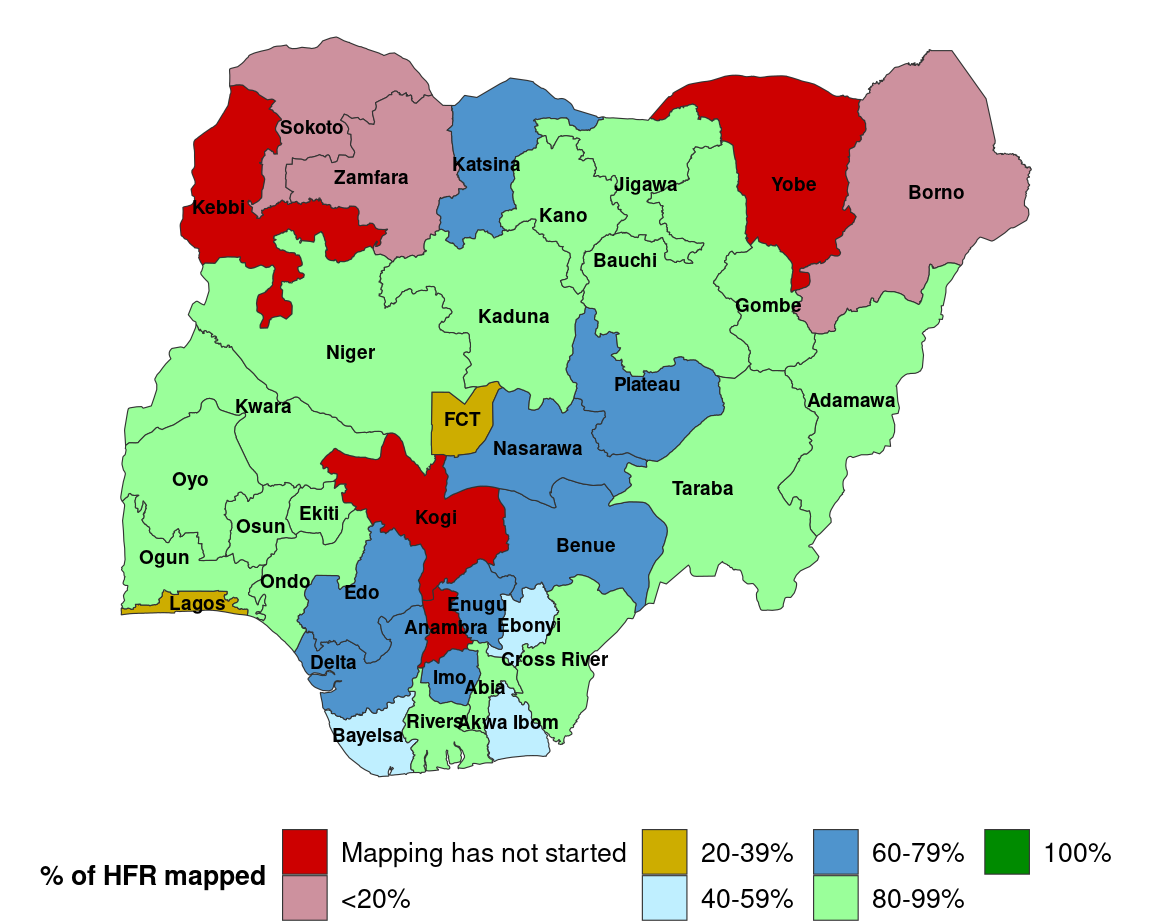 Sokoto
Katsina
Zamfara
Jigawa
Yobe
Borno
Kebbi
Kano
Bauchi
Gombe
Kaduna
Niger
Plateau
Adamawa
Kwara
FCT
Nasarawa
Oyo
Taraba
Ekiti
Kogi
Osun
Benue
Ogun
Ondo
Edo
Lagos
Enugu
Anambra
Ebonyi
Delta
Cross River
Imo
Abia
Rivers
Akwa Ibom
Bayelsa
% of HFR mapped
Mapping has not started
<20%
20-39%
40-59%
60-79%
80-99%
100%